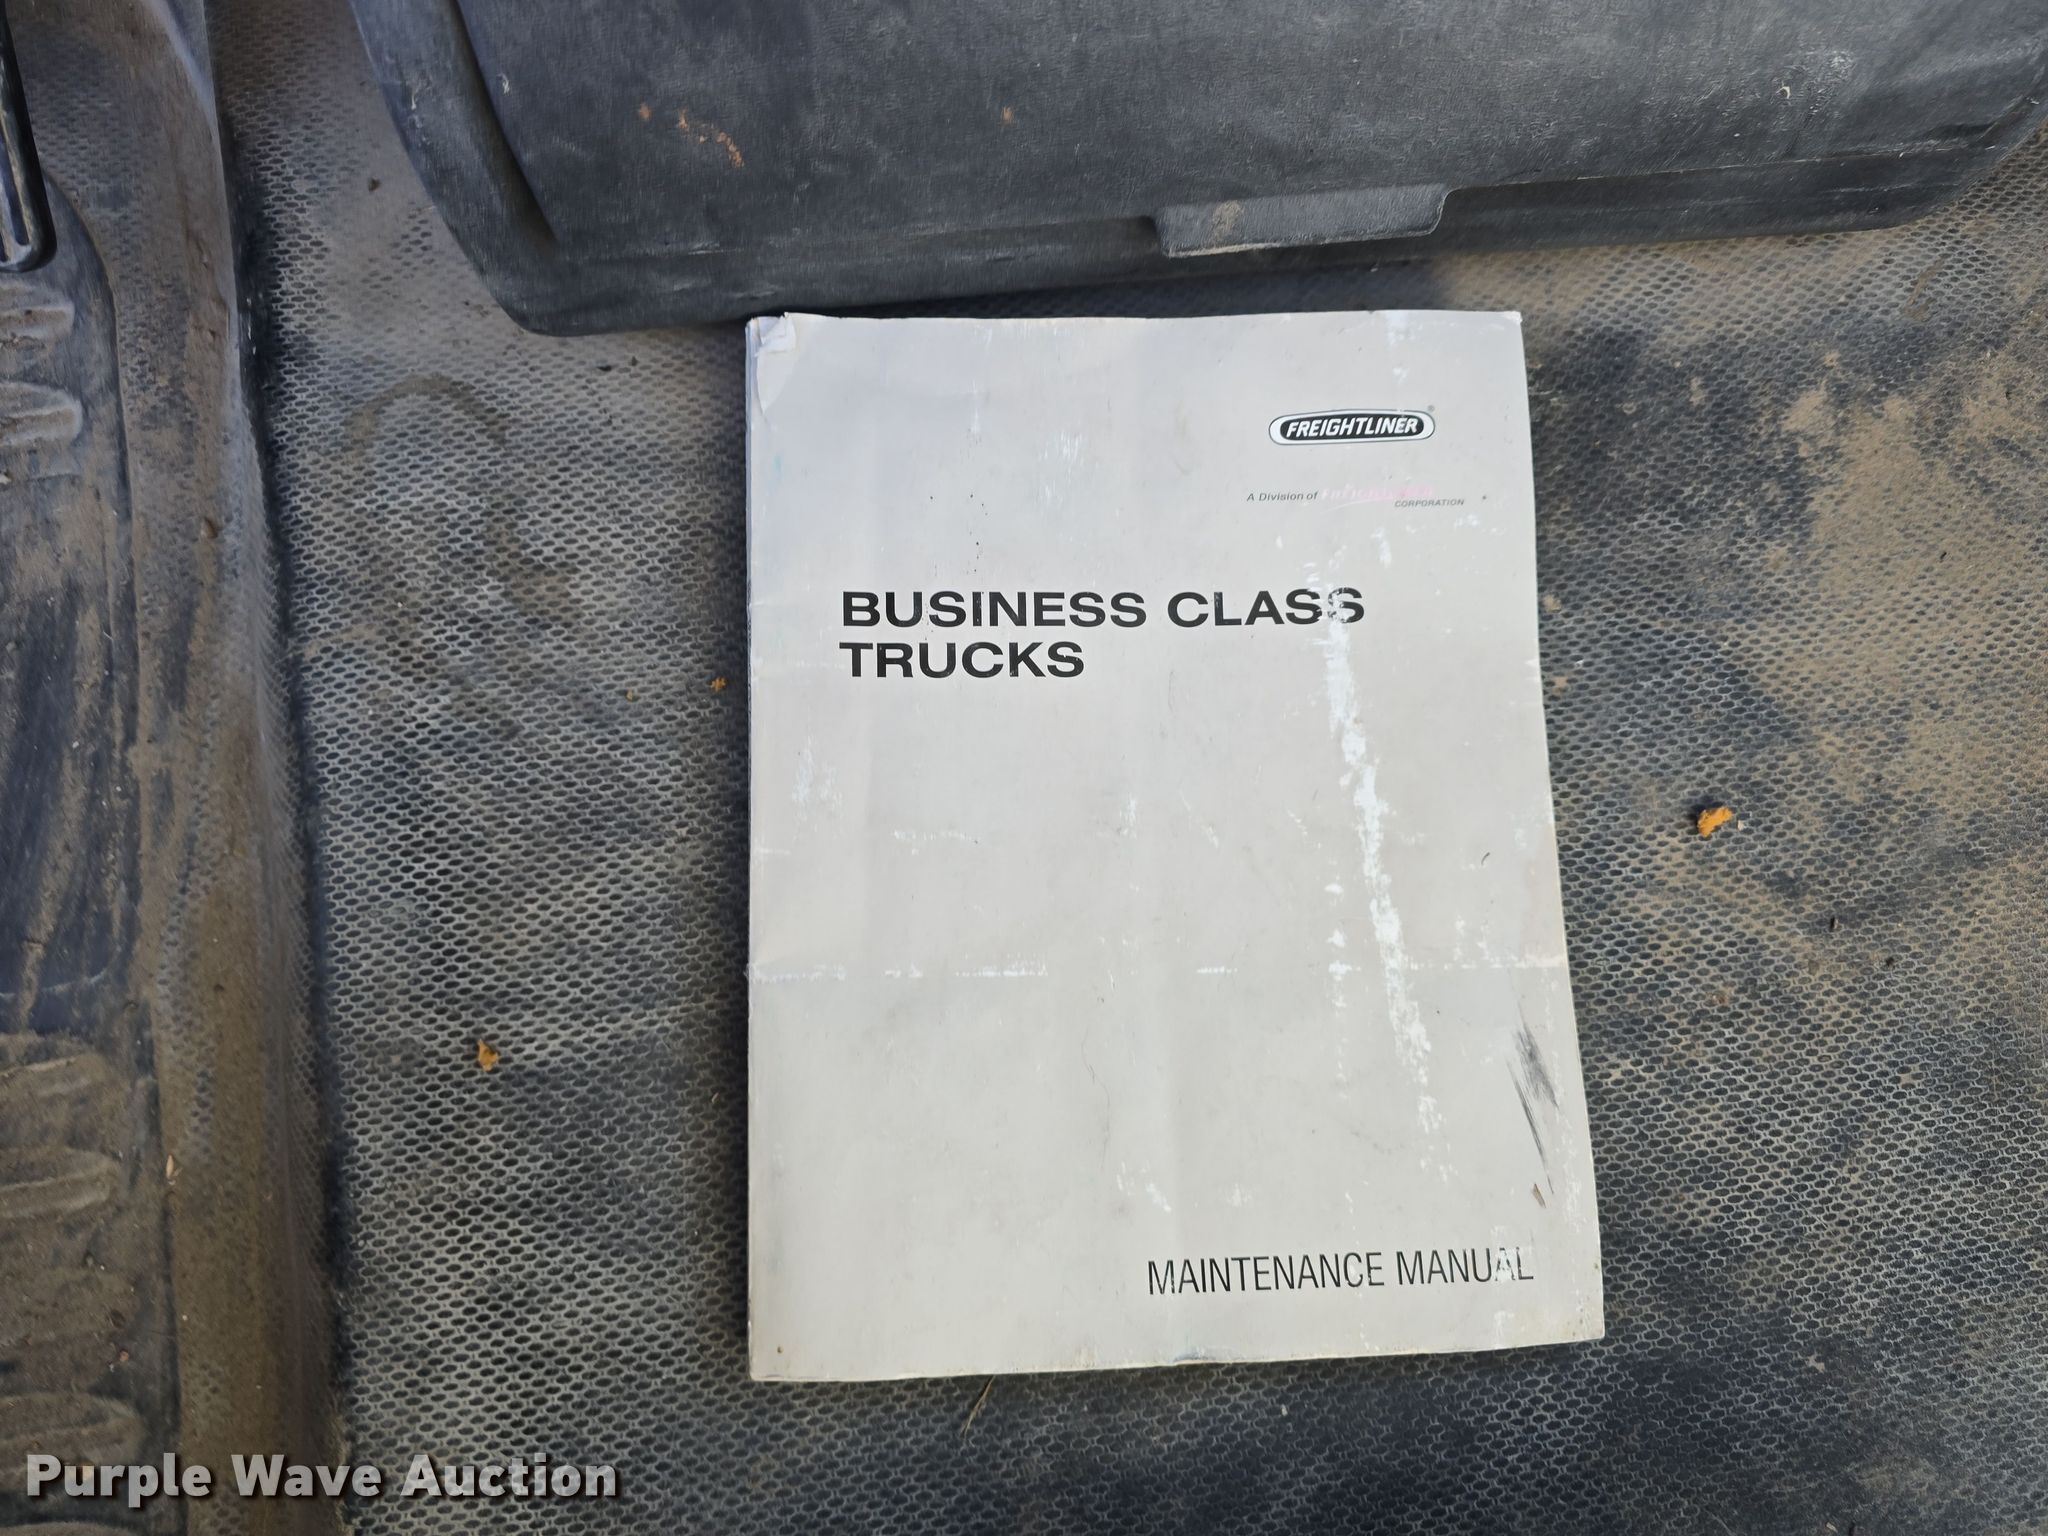 FREIGHTLINER®
A Division of
CORPORATION
BUSINESS CLASS
TRUCKS
MAINTENANCE MANUAL
Purple Wave Auction